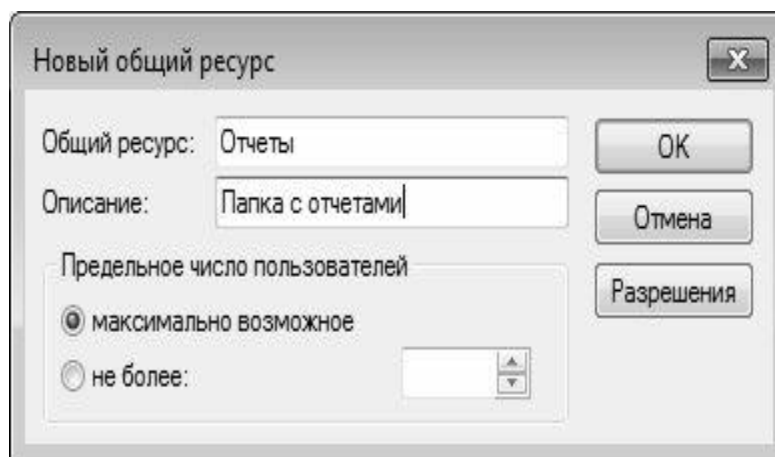 Новый общий ресурс
Общий ресурс: Отчеты
OK
Описание: Папка с отчетами
Отмена
Предельное число пользователей
Разрешения
максимально возможное
не более: